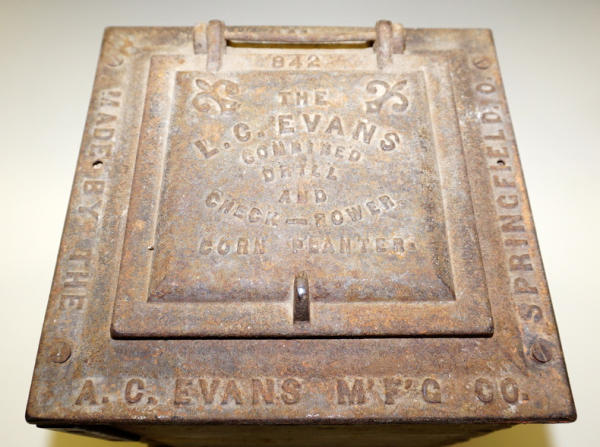 842
THE
L. C. EVANS
COMBINED
DRILL
AND
CHECK-ROWER
CORN PLANTER.
MADE BY THE
A. C. EVANS M'F'G CO.
SPRINGFIELD.O.